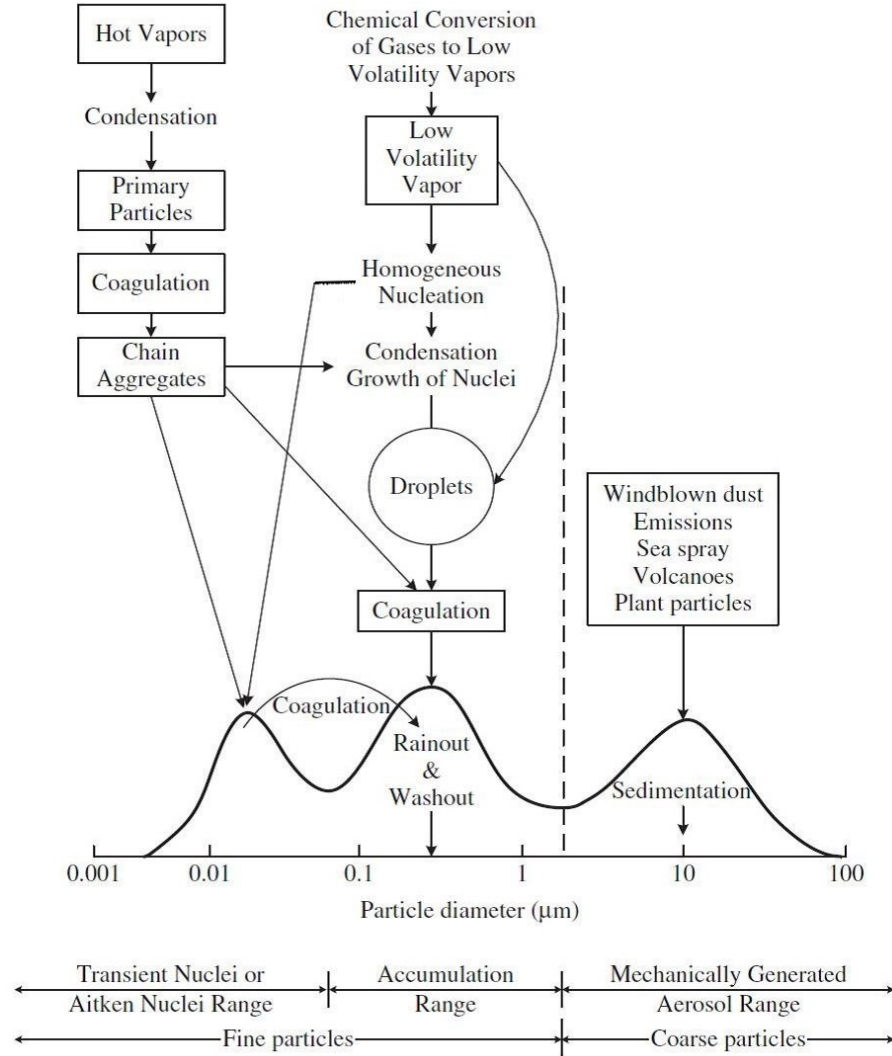 Hot Vapors
Condensation
Primary
Particles
Coagulation
Chain
Aggregates
Chemical Conversion
of Gases to Low
Volatility Vapors
Low
Volatility
Vapor
Homogeneous
Nucleation
Condensation
Growth of Nuclei
Droplets
Coagulation
Windblown dust
Emissions
Sea spray
Volcanoes
Plant particles
Coagulation
Rainout
&
Washout
Sedimentation
0.001
0.01
0.1
1
10
100
Particle diameter (μm)
Transient Nuclei or
Aitken Nuclei Range
Accumulation
Range
Mechanically Generated
Aerosol Range
Fine particles
Coarse particles